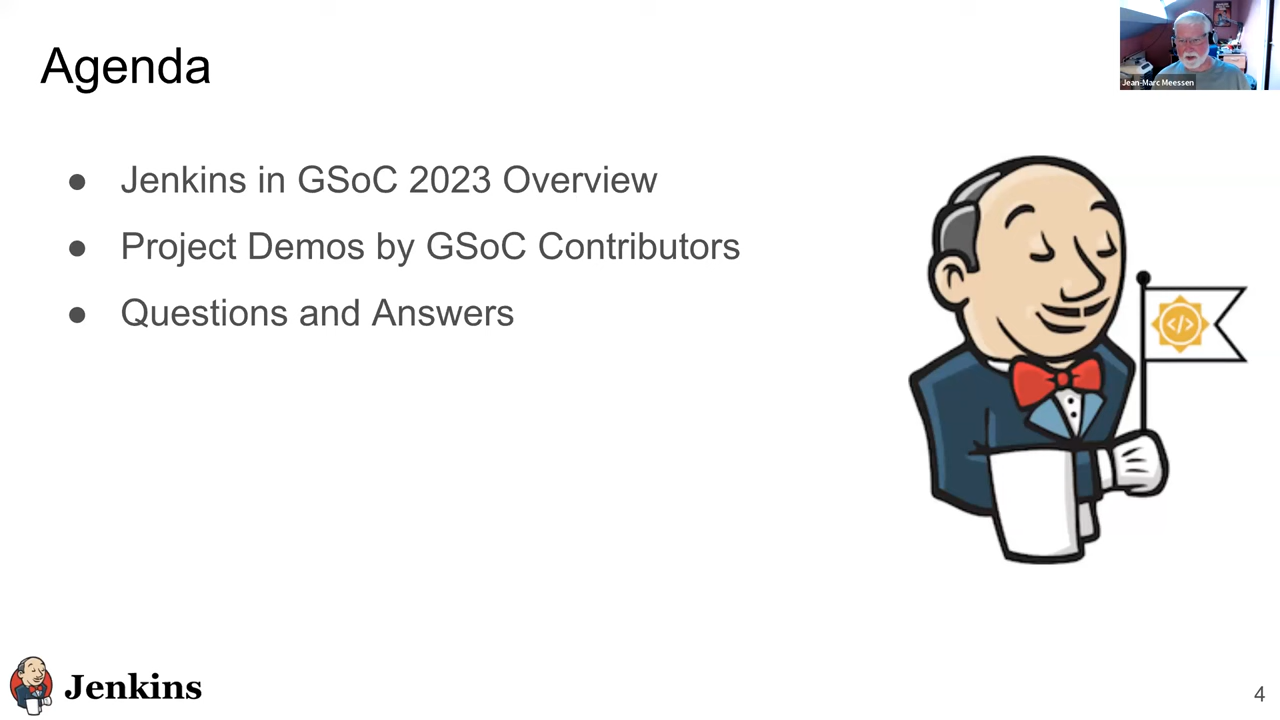 Agenda
Jean-Marc Meessen
● Jenkins in GSoC 2023 Overview
● Project Demos by GSoC Contributors
● Questions and Answers
</>
Jenkins
4